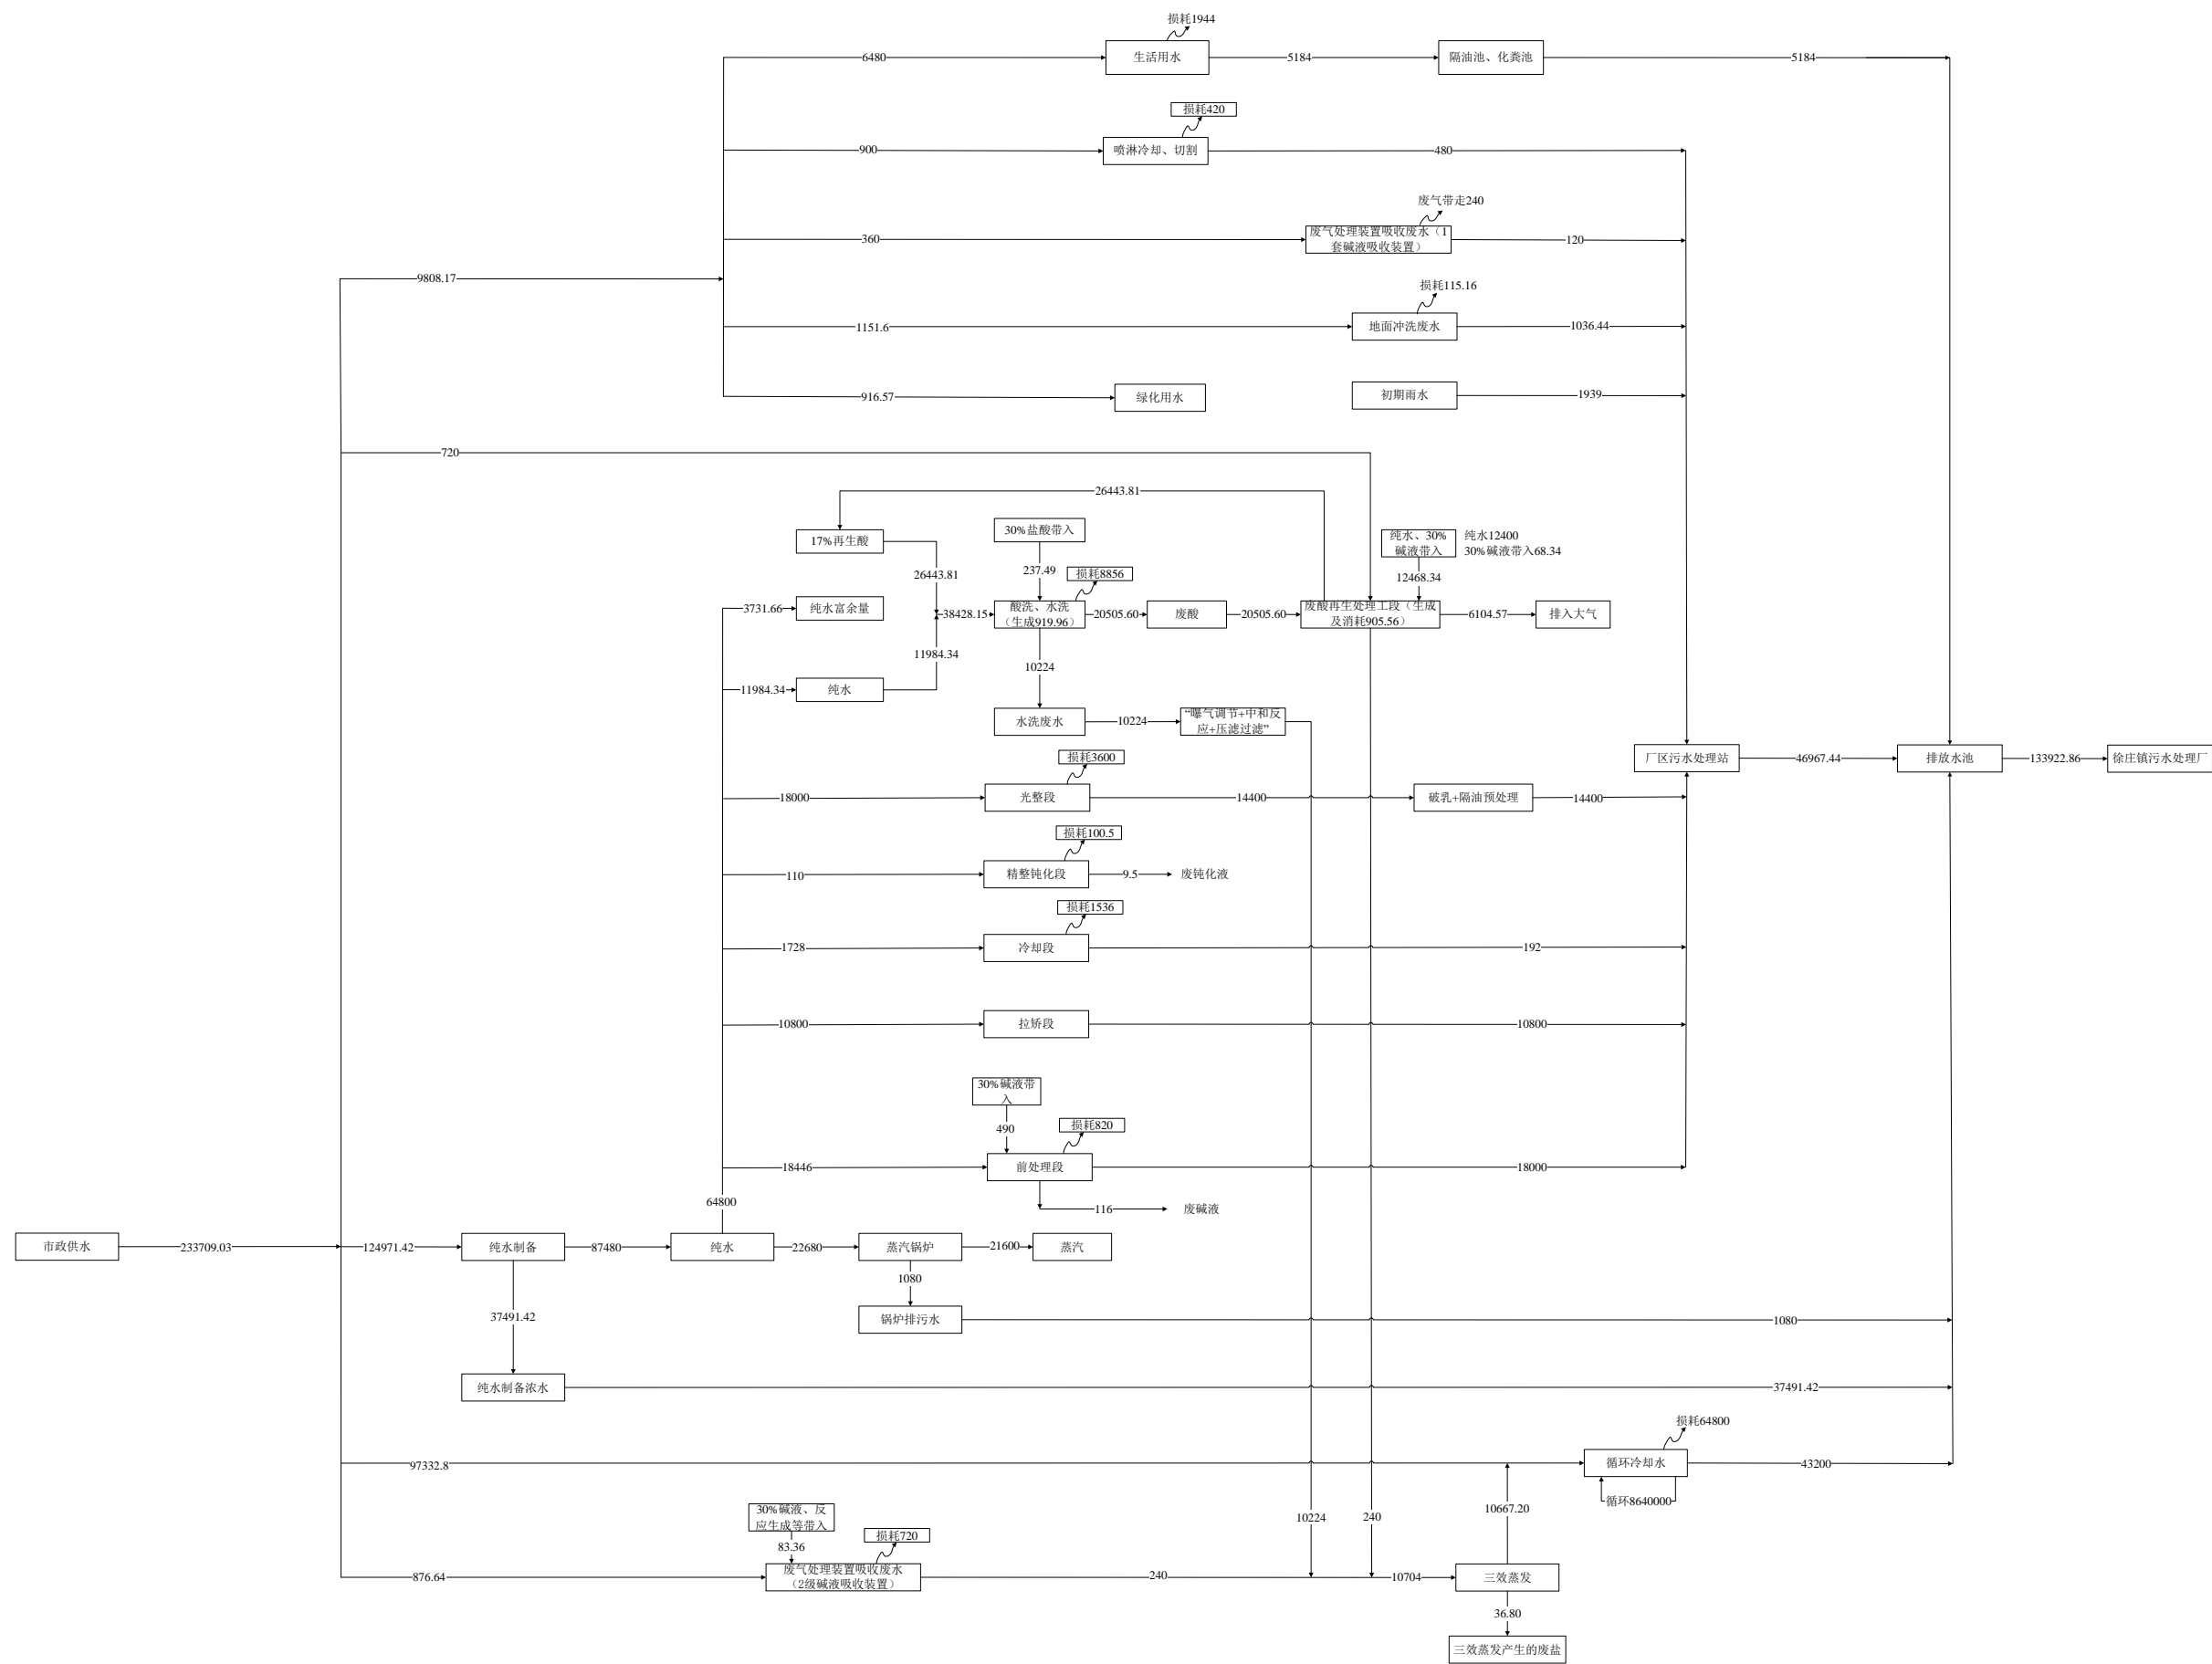 损耗1944
6480
生活用水
5184
隔油池、化粪池
5184
损耗420
900
喷淋冷却、切割
480
废气带走240
360
废气处理装置吸收废水（1
套碱液吸收装置）
120
9808.17
损耗115.16
1151.6
地面冲洗废水
1036.44
916.57
绿化用水
初期雨水
1939
720
26443.81
17%再生酸
30%盐酸带入
纯水、30%
碱液带入
纯水12400
30%碱液带入68.34
26443.81
237.49
损耗8856
12468.34
3731.66
纯水富余量
38428.15
酸洗、水洗
（生成919.96）
20505.60
废酸
20505.60
废酸再生处理工段（生成
及消耗905.56）
6104.57
排入大气
11984.34
10224
11984.34
纯水
水洗废水
10224
“曝气调节+中和反
应+压滤过滤”
损耗3600
厂区污水处理站
46967.44
排放水池
133922.86
徐庄镇污水处理厂
18000
光整段
14400
破乳+隔油预处理
14400
损耗100.5
110
精整钝化段
9.5
废钝化液
损耗1536
1728
冷却段
192
10800
拉矫段
10800
30%碱液带
入
490
损耗820
18446
前处理段
18000
64800
116
废碱液
市政供水
233709.03
124971.42
纯水制备
87480
纯水
22680
蒸汽锅炉
21600
蒸汽
1080
37491.42
锅炉排污水
1080
纯水制备浓水
37491.42
损耗64800
97332.8
循环冷却水
43200
循环8640000
30%碱液、反
应生成等带入
10667.20
10224
240
损耗720
83.36
876.64
废气处理装置吸收废水
（2级碱液吸收装置）
240
10704
三效蒸发
36.80
三效蒸发产生的废盐